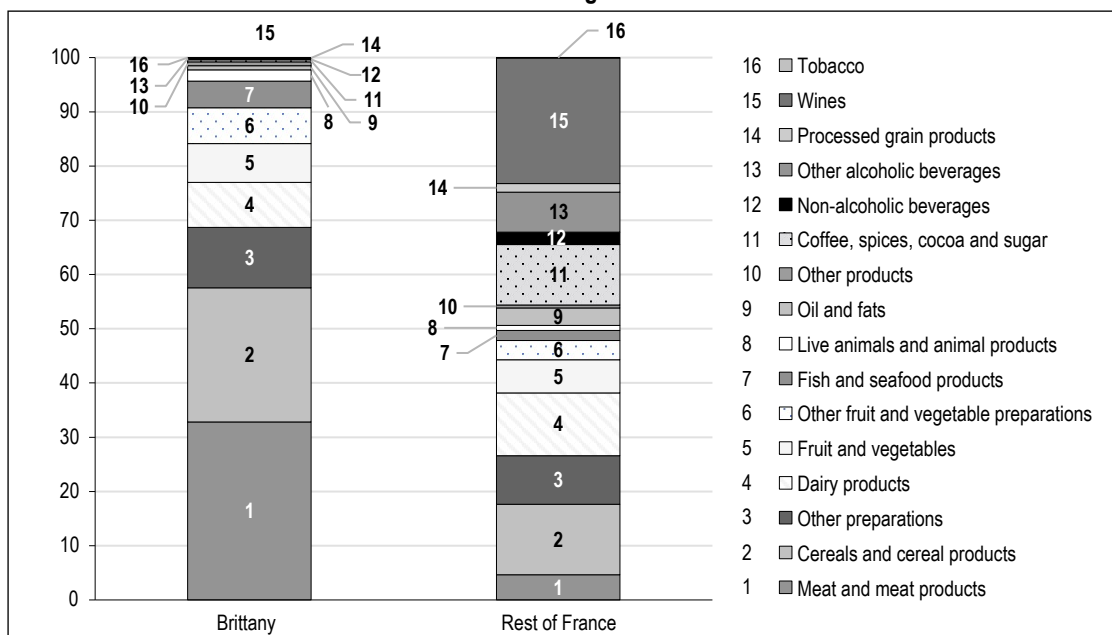 15
14
16
12
13
11
10
9
8
16
100
90
80
70
60
50
40
30
20
10
0
7
6
5
4
3
2
1
15
14
13
12
11
10
9
8
7
6
5
4
3
2
1
Brittany
Rest of France
16 Tobacco
15 Wines
14 Processed grain products
13 Other alcoholic beverages
12 Non-alcoholic beverages
11 Coffee, spices, cocoa and sugar
10 Other products
9 Oil and fats
8 Live animals and animal products
7 Fish and seafood products
6 Other fruit and vegetable preparations
5 Fruit and vegetables
4 Dairy products
3 Other preparations
2 Cereals and cereal products
1 Meat and meat products